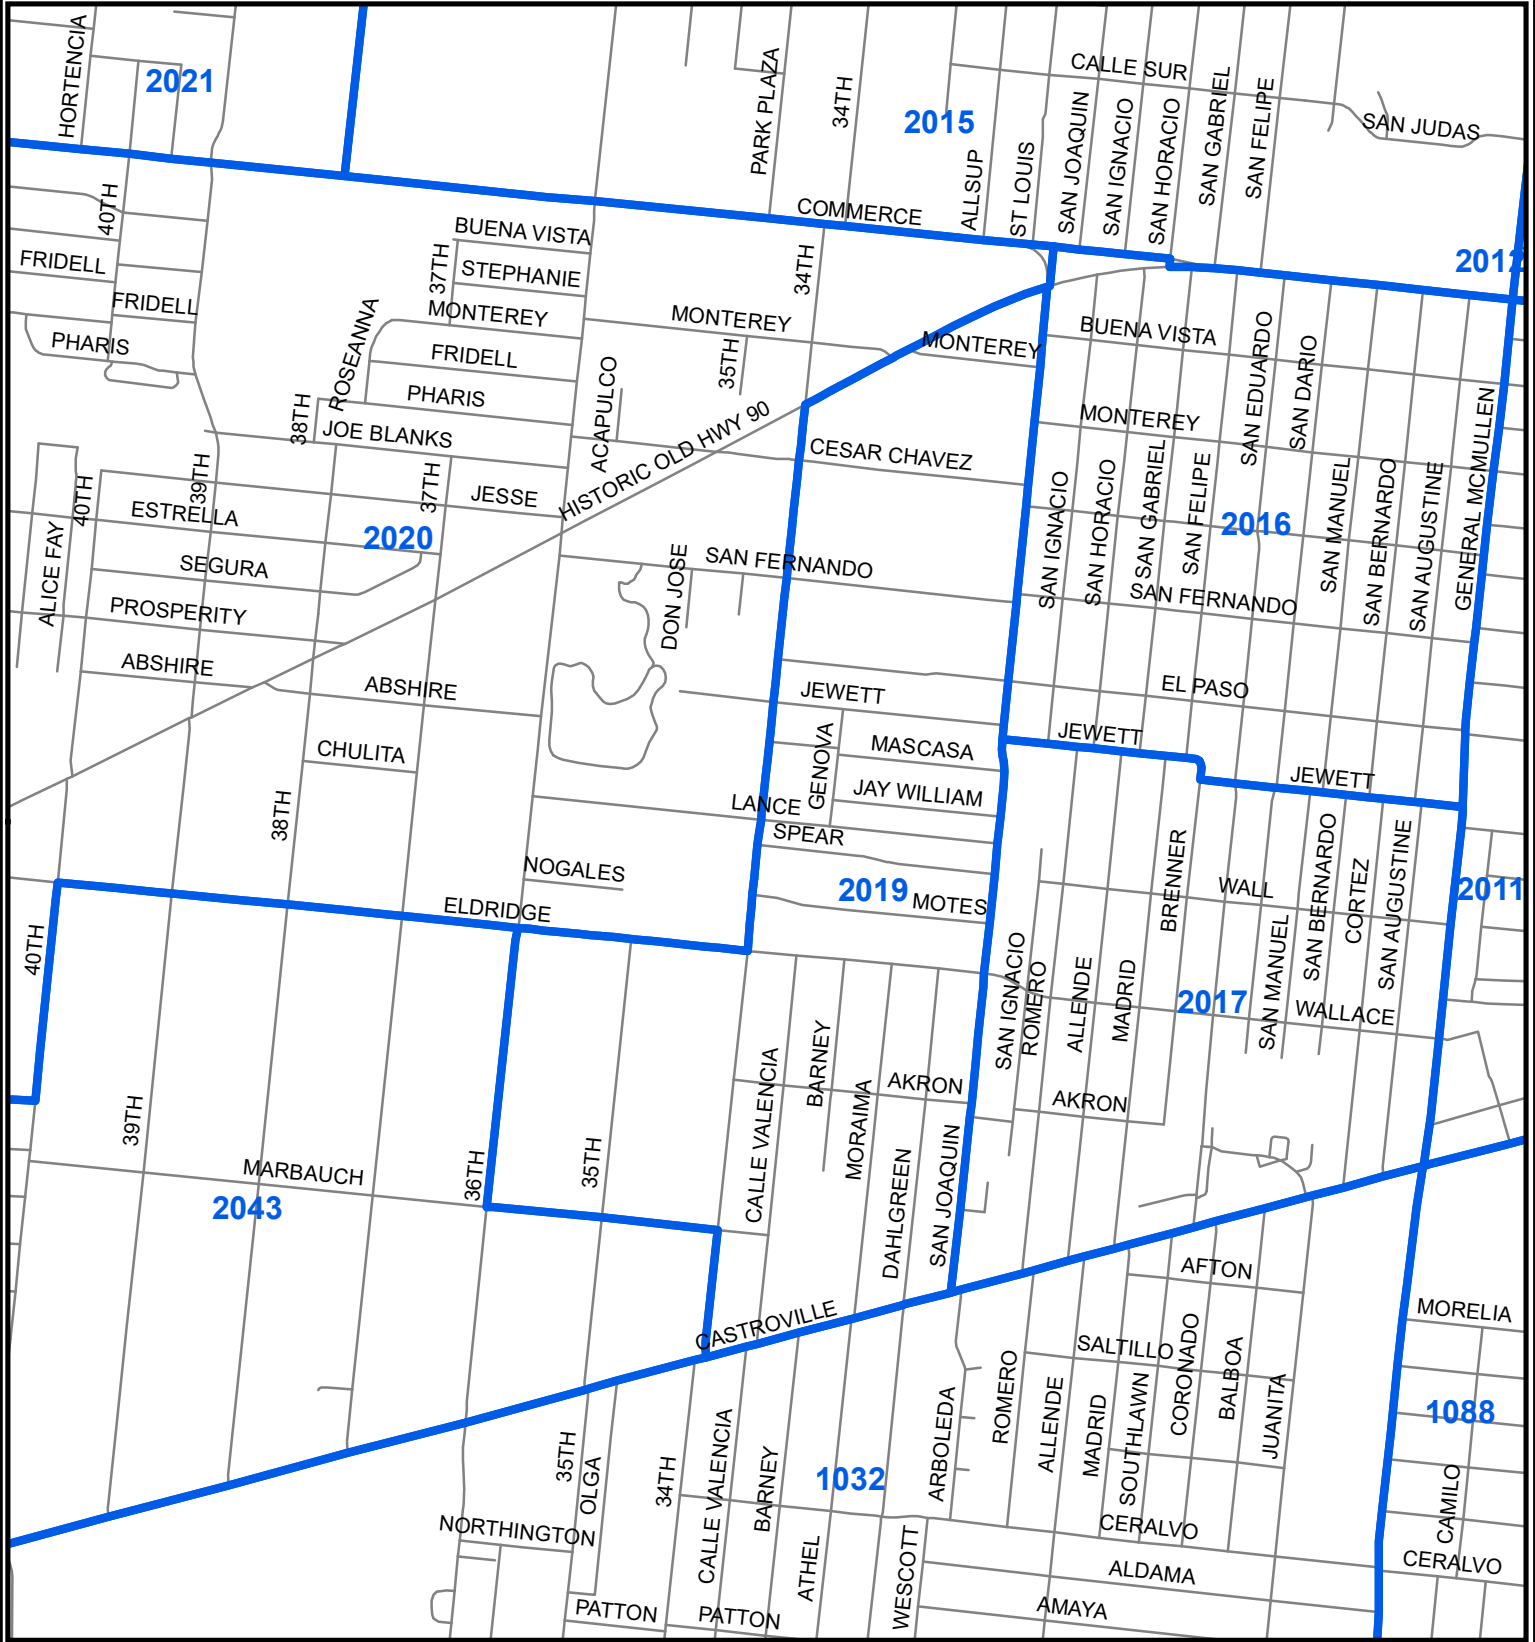 HORTENCIA
2021
PARK PLAZA
34TH
2015
CALLE SUR
SAN JUDAS
ALLSUP
ST LOUIS
SAN JOAQUIN
SAN IGNACIO
SAN HORACIO
SAN GABRIEL
SAN FELIPE
40TH
COMMERCE
BUENA VISTA
37TH
STEPHANIE
34TH
2012
FRIDELL
FRIDELL
MONTEREY
MONTEREY
MONTEREY
BUENA VISTA
PHARIS
ROSEANNA
FRIDELL
35TH
SAN EDUARDO
SAN DARIO
PHARIS
ACAPULCO
38TH
JOE BLANKS
HISTORIC OLD HWY 90
CESAR CHAVEZ
MONTEREY
GENERAL MCMULLEN
40TH
39TH
37TH
JESSE
ESTRELLA
2020
SAN IGNACIO
SAN HORACIO
SAN GABRIEL
SAN FELIPE
2016
SAN MANUEL
SAN BERNARDO
SAN AUGUSTINE
ALICE FAY
SEGURA
DON JOSE
SAN FERNANDO
S
SAN FERNANDO
PROSPERITY
ABSHIRE
ABSHIRE
JEWETT
EL PASO
CHULITA
GENOVA
MASCASA
JEWETT
JEWETT
38TH
JAY WILLIAM
LANCE
SPEAR
NOGALES
2019
MOTES
BRENNER
WALL
SAN BERNARDO
CORTEZ
SAN AUGUSTINE
2011
ELDRIDGE
40TH
SAN IGNACIO
ROMERO
ALLENDE
MADRID
2017
SAN MANUEL
WALLACE
39TH
CALLE VALENCIA
BARNEY
MORAIMA
AKRON
AKRON
MARBAUCH
36TH
35TH
DAHLGREEN
SAN JOAQUIN
2043
AFTON
CASTROVILLE
MORELIA
SALTILLO
ROMERO
ALLENDE
MADRID
SOUTHLAWN
CORONADO
BALBOA
JUANITA
ARBOLEDA
1088
35TH
OLGA
34TH
CALLE VALENCIA
BARNEY
1032
CAMILO
NORTHINGTON
ATHEL
WESCOTT
CERALVO
CERALVO
ALDAMA
PATTON
PATTON
AMAYA